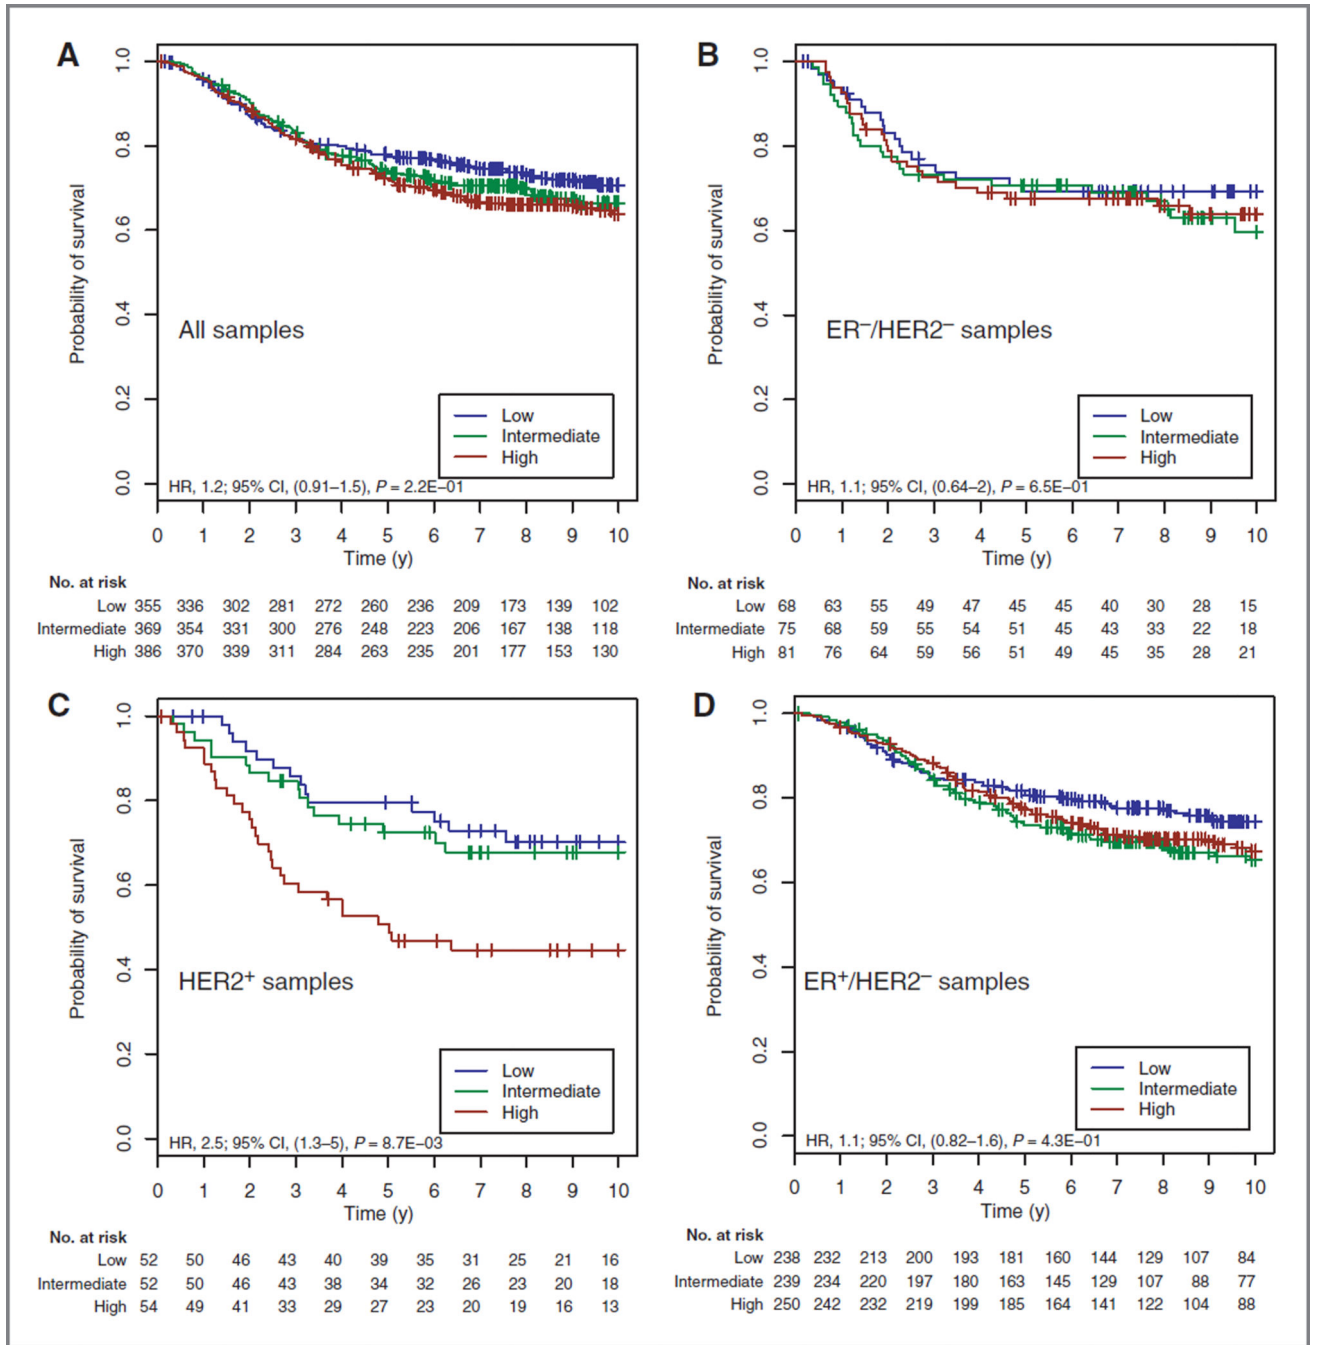 A
Probability of survival
1.0
0.8
0.6
0.4
0.2
0.0
All samples
Low
Intermediate
High
HR, 1.2; 95% CI, (0.91–1.5), P = 2.2E–01
0 1 2 3 4 5 6 7 8 9 10
Time (y)
No. at risk
Low 355 336 302 281 272 260 236 209 173 139 102
Intermediate 369 354 331 300 276 248 223 206 167 138 118
High 386 370 339 311 284 263 235 201 177 153 130
B
Probability of survival
1.0
0.8
0.6
0.4
0.2
0.0
ER–/HER2– samples
Low
Intermediate
High
HR, 1.1; 95% CI, (0.64–2), P = 6.5E–01
0 1 2 3 4 5 6 7 8 9 10
Time (y)
No. at risk
Low 68 63 55 49 47 45 45 40 30 28 15
Intermediate 75 68 59 55 54 51 45 43 33 22 18
High 81 76 64 59 56 51 49 45 35 28 21
C
Probability of survival
1.0
0.8
0.6
0.4
0.2
0.0
HER2+ samples
Low
Intermediate
High
HR, 2.5; 95% CI, (1.3–5), P = 8.7E–03
0 1 2 3 4 5 6 7 8 9 10
Time (y)
No. at risk
Low 52 50 46 43 40 39 35 31 25 21 16
Intermediate 52 50 46 43 38 34 32 26 23 20 18
High 54 49 41 33 29 27 23 20 19 16 13
D
Probability of survival
1.0
0.8
0.6
0.4
0.2
0.0
ER+/HER2– samples
Low
Intermediate
High
HR, 1.1; 95% CI, (0.82–1.6), P = 4.3E–01
0 1 2 3 4 5 6 7 8 9 10
Time (y)
No. at risk
Low 238 232 213 200 193 181 160 144 129 107 84
Intermediate 239 234 220 197 180 163 145 129 107 88 77
High 250 242 232 219 199 185 164 141 122 104 88